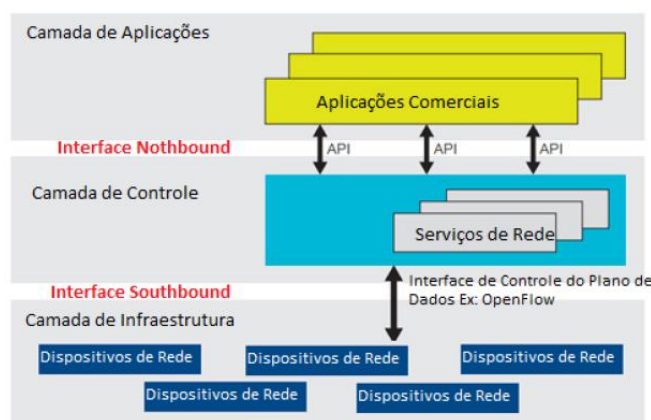 Camada de Aplicações
Aplicações Comerciais
Interface Nothbound
API
API
API
Camada de Controle
Serviços de Rede
Interface Southbound
Interface de Controle do Plano de
Dados Ex: OpenFlow
Camada de Infraestrutura
Dispositivos de Rede
Dispositivos de Rede
Dispositivos de Rede
Dispositivos de Rede
Dispositivos de Rede